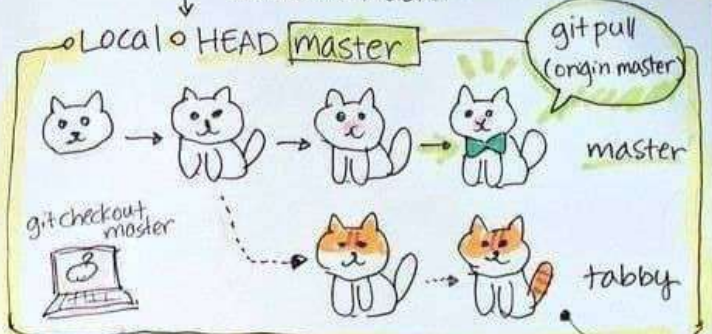 Local HEAD master
git pull
(origin master)
master
git checkout
master
tabby